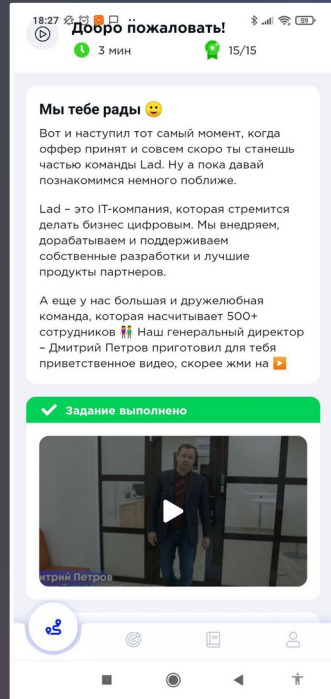 18:27
59
Добро пожаловать!
3 мин
15/15
Мы тебе рады 🙂
Вот и наступил тот самый момент, когда
оффер принят и совсем скоро ты станешь
частью команды Lad. Ну а пока давай
познакомимся немного поближе.
Lad – это IT-компания, которая стремится
делать бизнес цифровым. Мы внедряем,
дорабатываем и поддерживаем
собственные разработки и лучшие
продукты партнеров.
А еще у нас большая и дружелюбная
команда, которая насчитывает 500+
сотрудников 👫 Наш генеральный директор
– Дмитрий Петров приготовил для тебя
приветственное видео, скорее жми на ▶️
Задание выполнено
итрий Петров